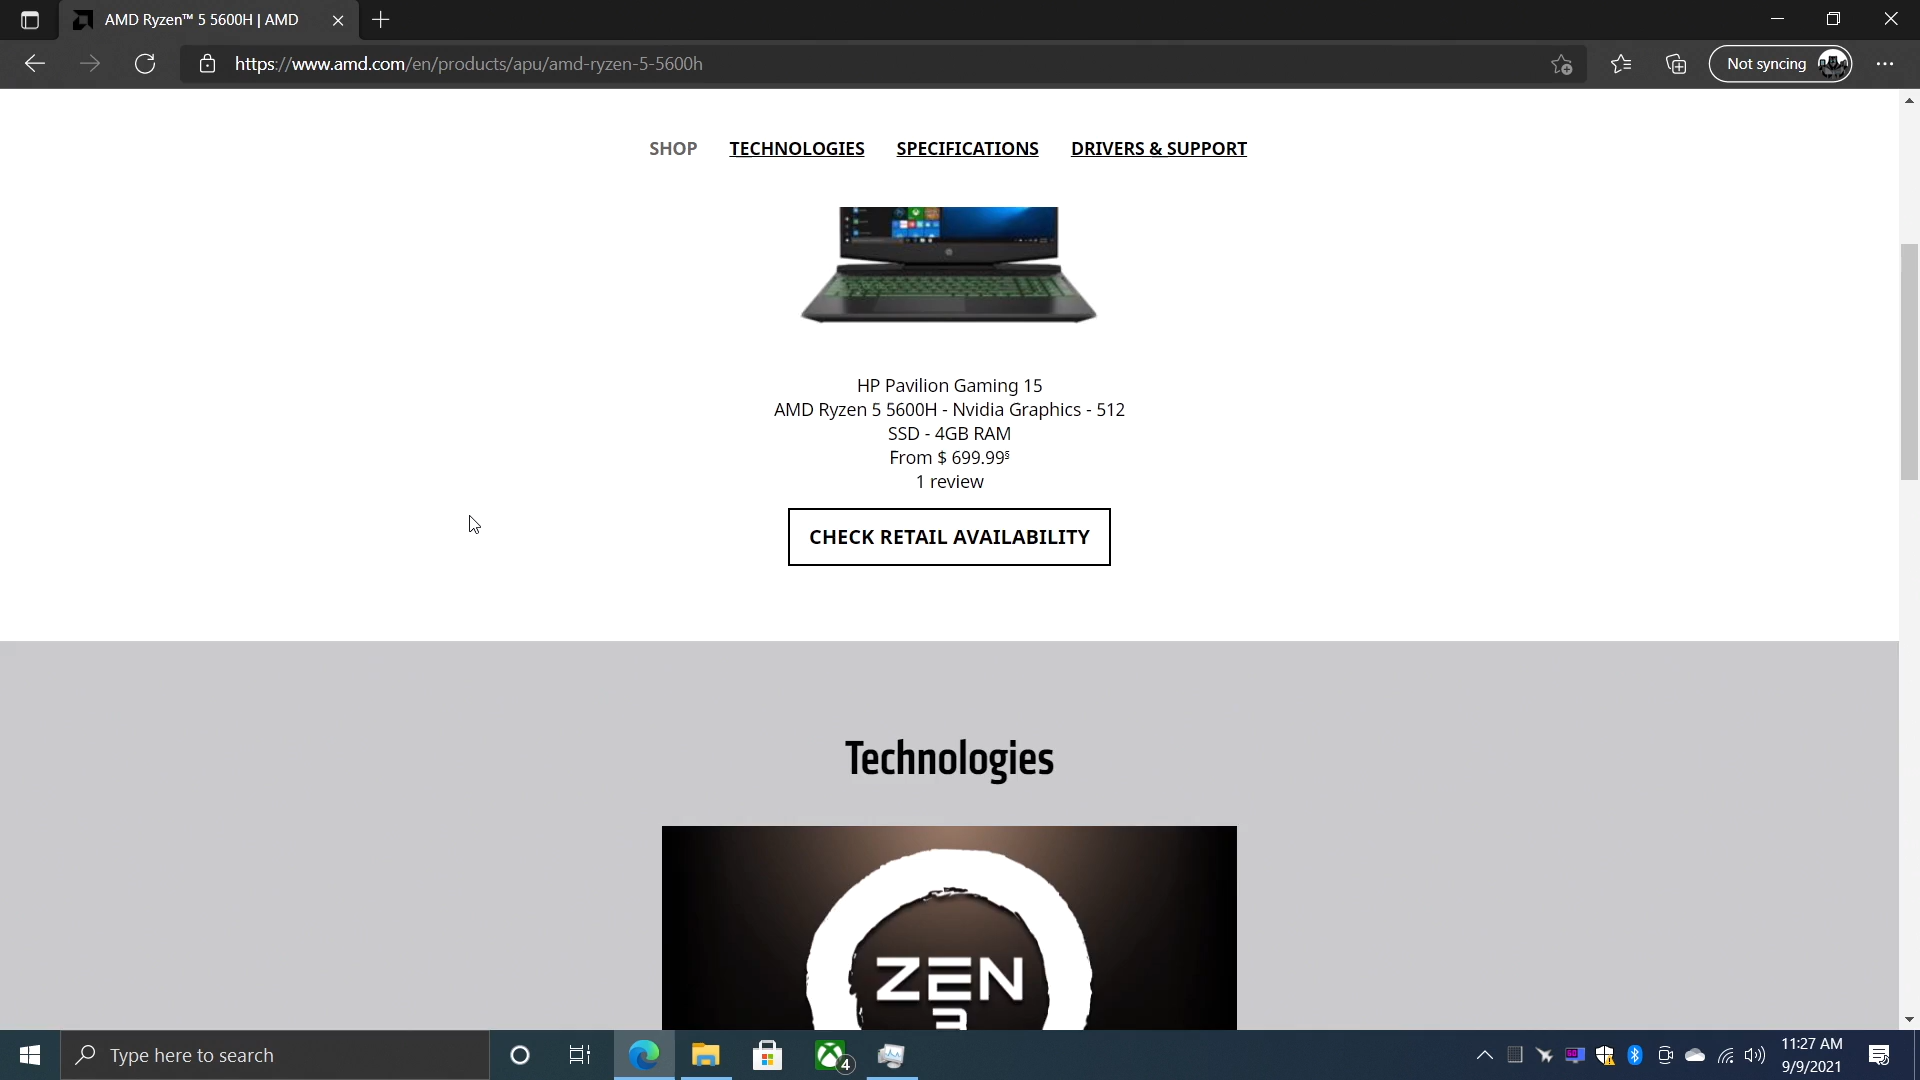 AMD Ryzen™ 5 5600H | AMD
https://www.amd.com/en/products/apu/amd-ryzen-5-5600h
Not syncing
SHOP TECHNOLOGIES SPECIFICATIONS DRIVERS & SUPPORT
HP Pavilion Gaming 15
AMD Ryzen 5 5600H - Nvidia Graphics - 512
SSD - 4GB RAM
From $ 699.99§
1 review
CHECK RETAIL AVAILABILITY
Technologies
ZEN
3
Type here to search
4
11:27 AM
9/9/2021